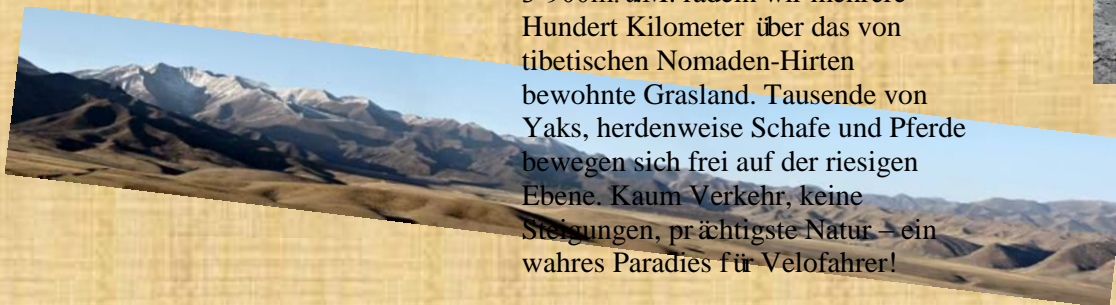 Hundert Kilometer über das von
tibetischen Nomaden-Hirten
bewohnte Grasland. Tausende von
Yaks, herdenweise Schafe und Pferde
bewegen sich frei auf der riesigen
Ebene. Kaum Verkehr, keine
Steigungen, prächtigste Natur – ein
wahres Paradies für Velofahrer!